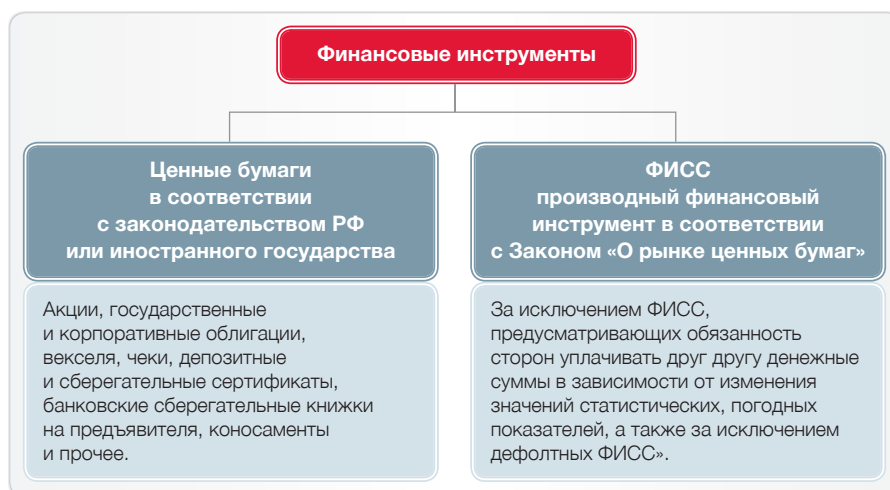 Финансовые инструменты
Ценные бумаги
в соответствии
с законодательством РФ
или иностранного государства
Акции, государственные
и корпоративные облигации,
векселя, чеки, депозитные
и сберегательные сертификаты,
банковские сберегательные книжки
на предъявителя, коносаменты
и прочее.
ФИСС
производный финансовый
инструмент в соответствии
с Законом «О рынке ценных бумаг»
За исключением ФИСС,
предусматривающих обязанность
сторон уплачивать друг другу денежные
суммы в зависимости от изменения
значений статистических, погодных
показателей, а также за исключением
дефолтных ФИСС».